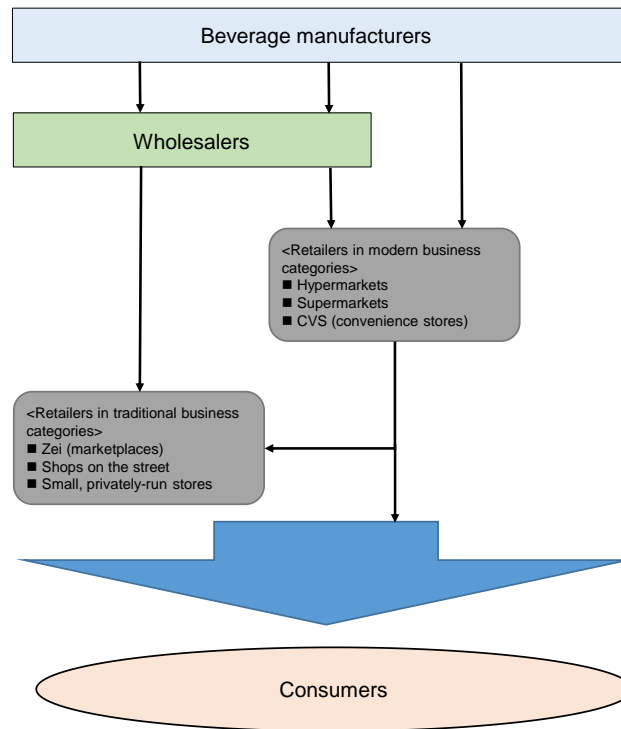 Beverage manufacturers
Wholesalers
<Retailers in modern business
categories>
■ Hypermarkets
■ Supermarkets
■ CVS (convenience stores)
<Retailers in traditional business
categories>
■ Zei (marketplaces)
■ Shops on the street
■ Small, privately-run stores
Consumers